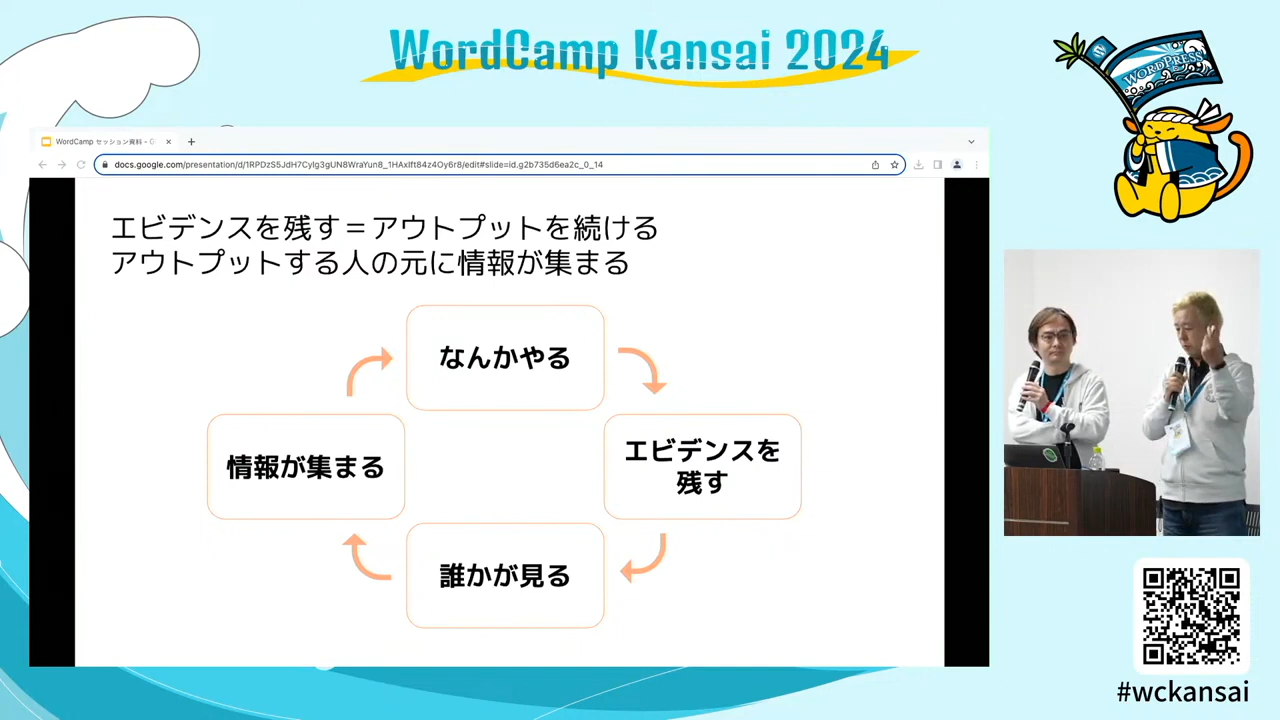 WordCamp Kansai 2024
W
WORDPRESS
WordCamp セッション資料 - G
docs.google.com/presentation/d/1RPDzS5JdH7Cylg3gUN8WraYun8_1HAxlft84z4Oy6r8/edit#slide=id.g2b735d6ea2c_0_14
エビデンスを残す＝アウトプットを続ける
アウトプットする人の元に情報が集まる
なんかやる
情報が集まる
エビデンスを
残す
誰かが見る
#wckansai